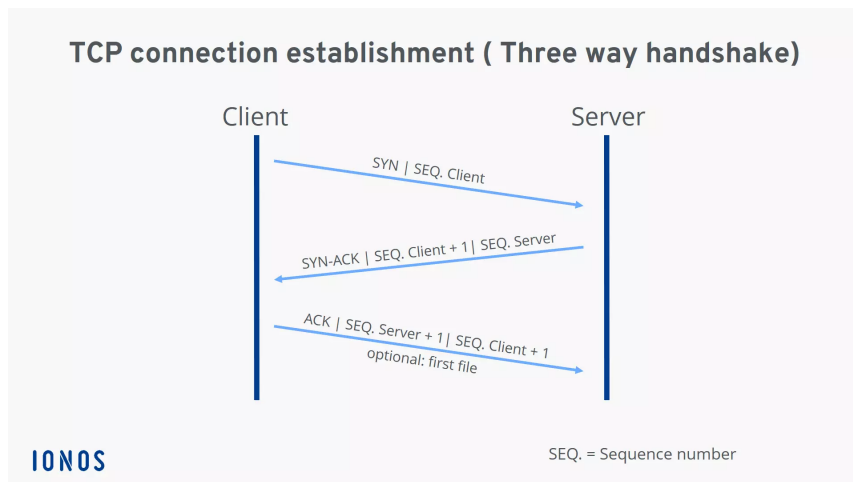 TCP connection establishment ( Three way handshake)
Client
Server
SYN | SEQ. Client
SYN-ACK | SEQ. Client + 1| SEQ. Server
ACK | SEQ. Server + 1| SEQ. Client + 1
optional: first file
IONOS
SEQ. = Sequence number